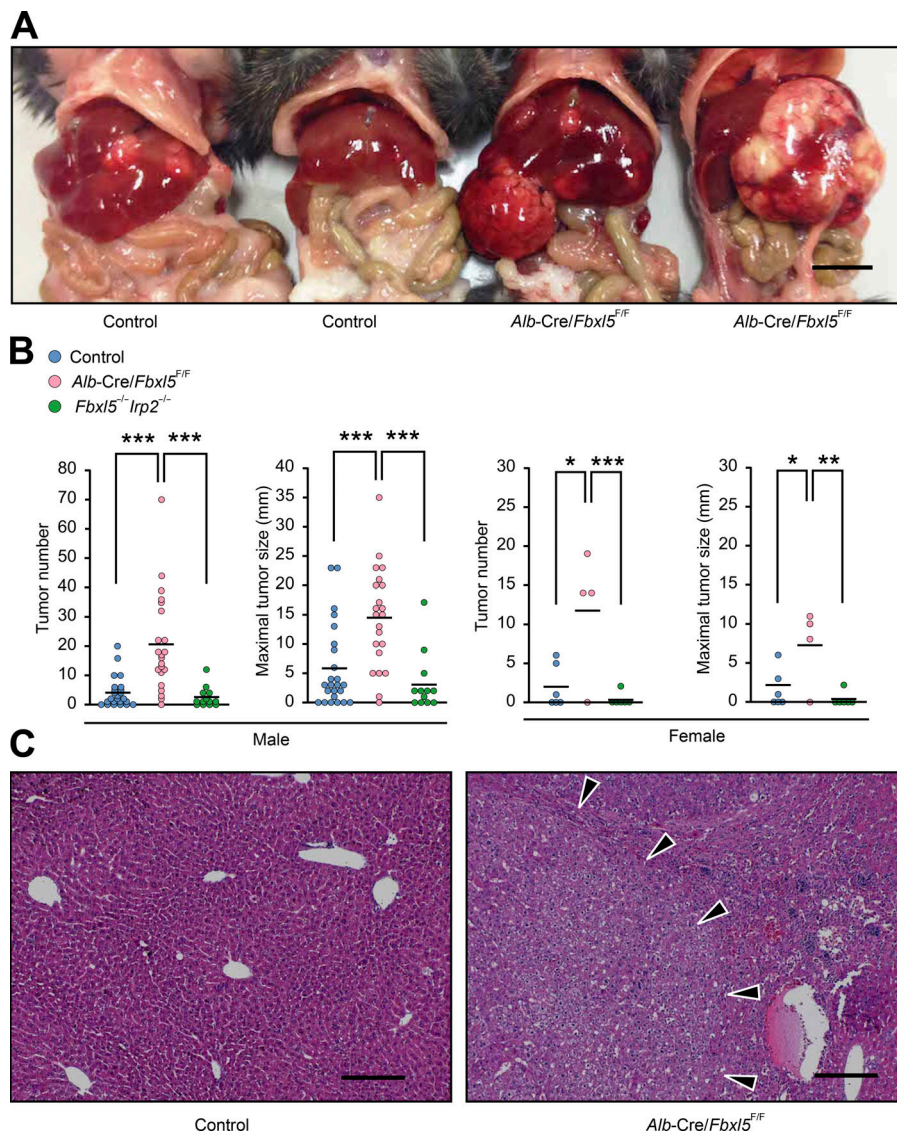 A
Control
Control
Alb-Cre/Fbxl5F/F
Alb-Cre/Fbxl5F/F
B
Control
Alb-Cre/Fbxl5F/F
Fbxl5–/–Irp2–/–
*** ***
80
70
60
50
40
30
20
10
0
Tumor number
*** ***
40
35
30
25
20
15
10
5
0
Maximal tumor size (mm)
Male
* ***
30
20
10
5
0
Tumor number
* **
30
25
20
15
10
5
0
Maximal tumor size (mm)
Female
C
Control
Alb-Cre/Fbxl5F/F